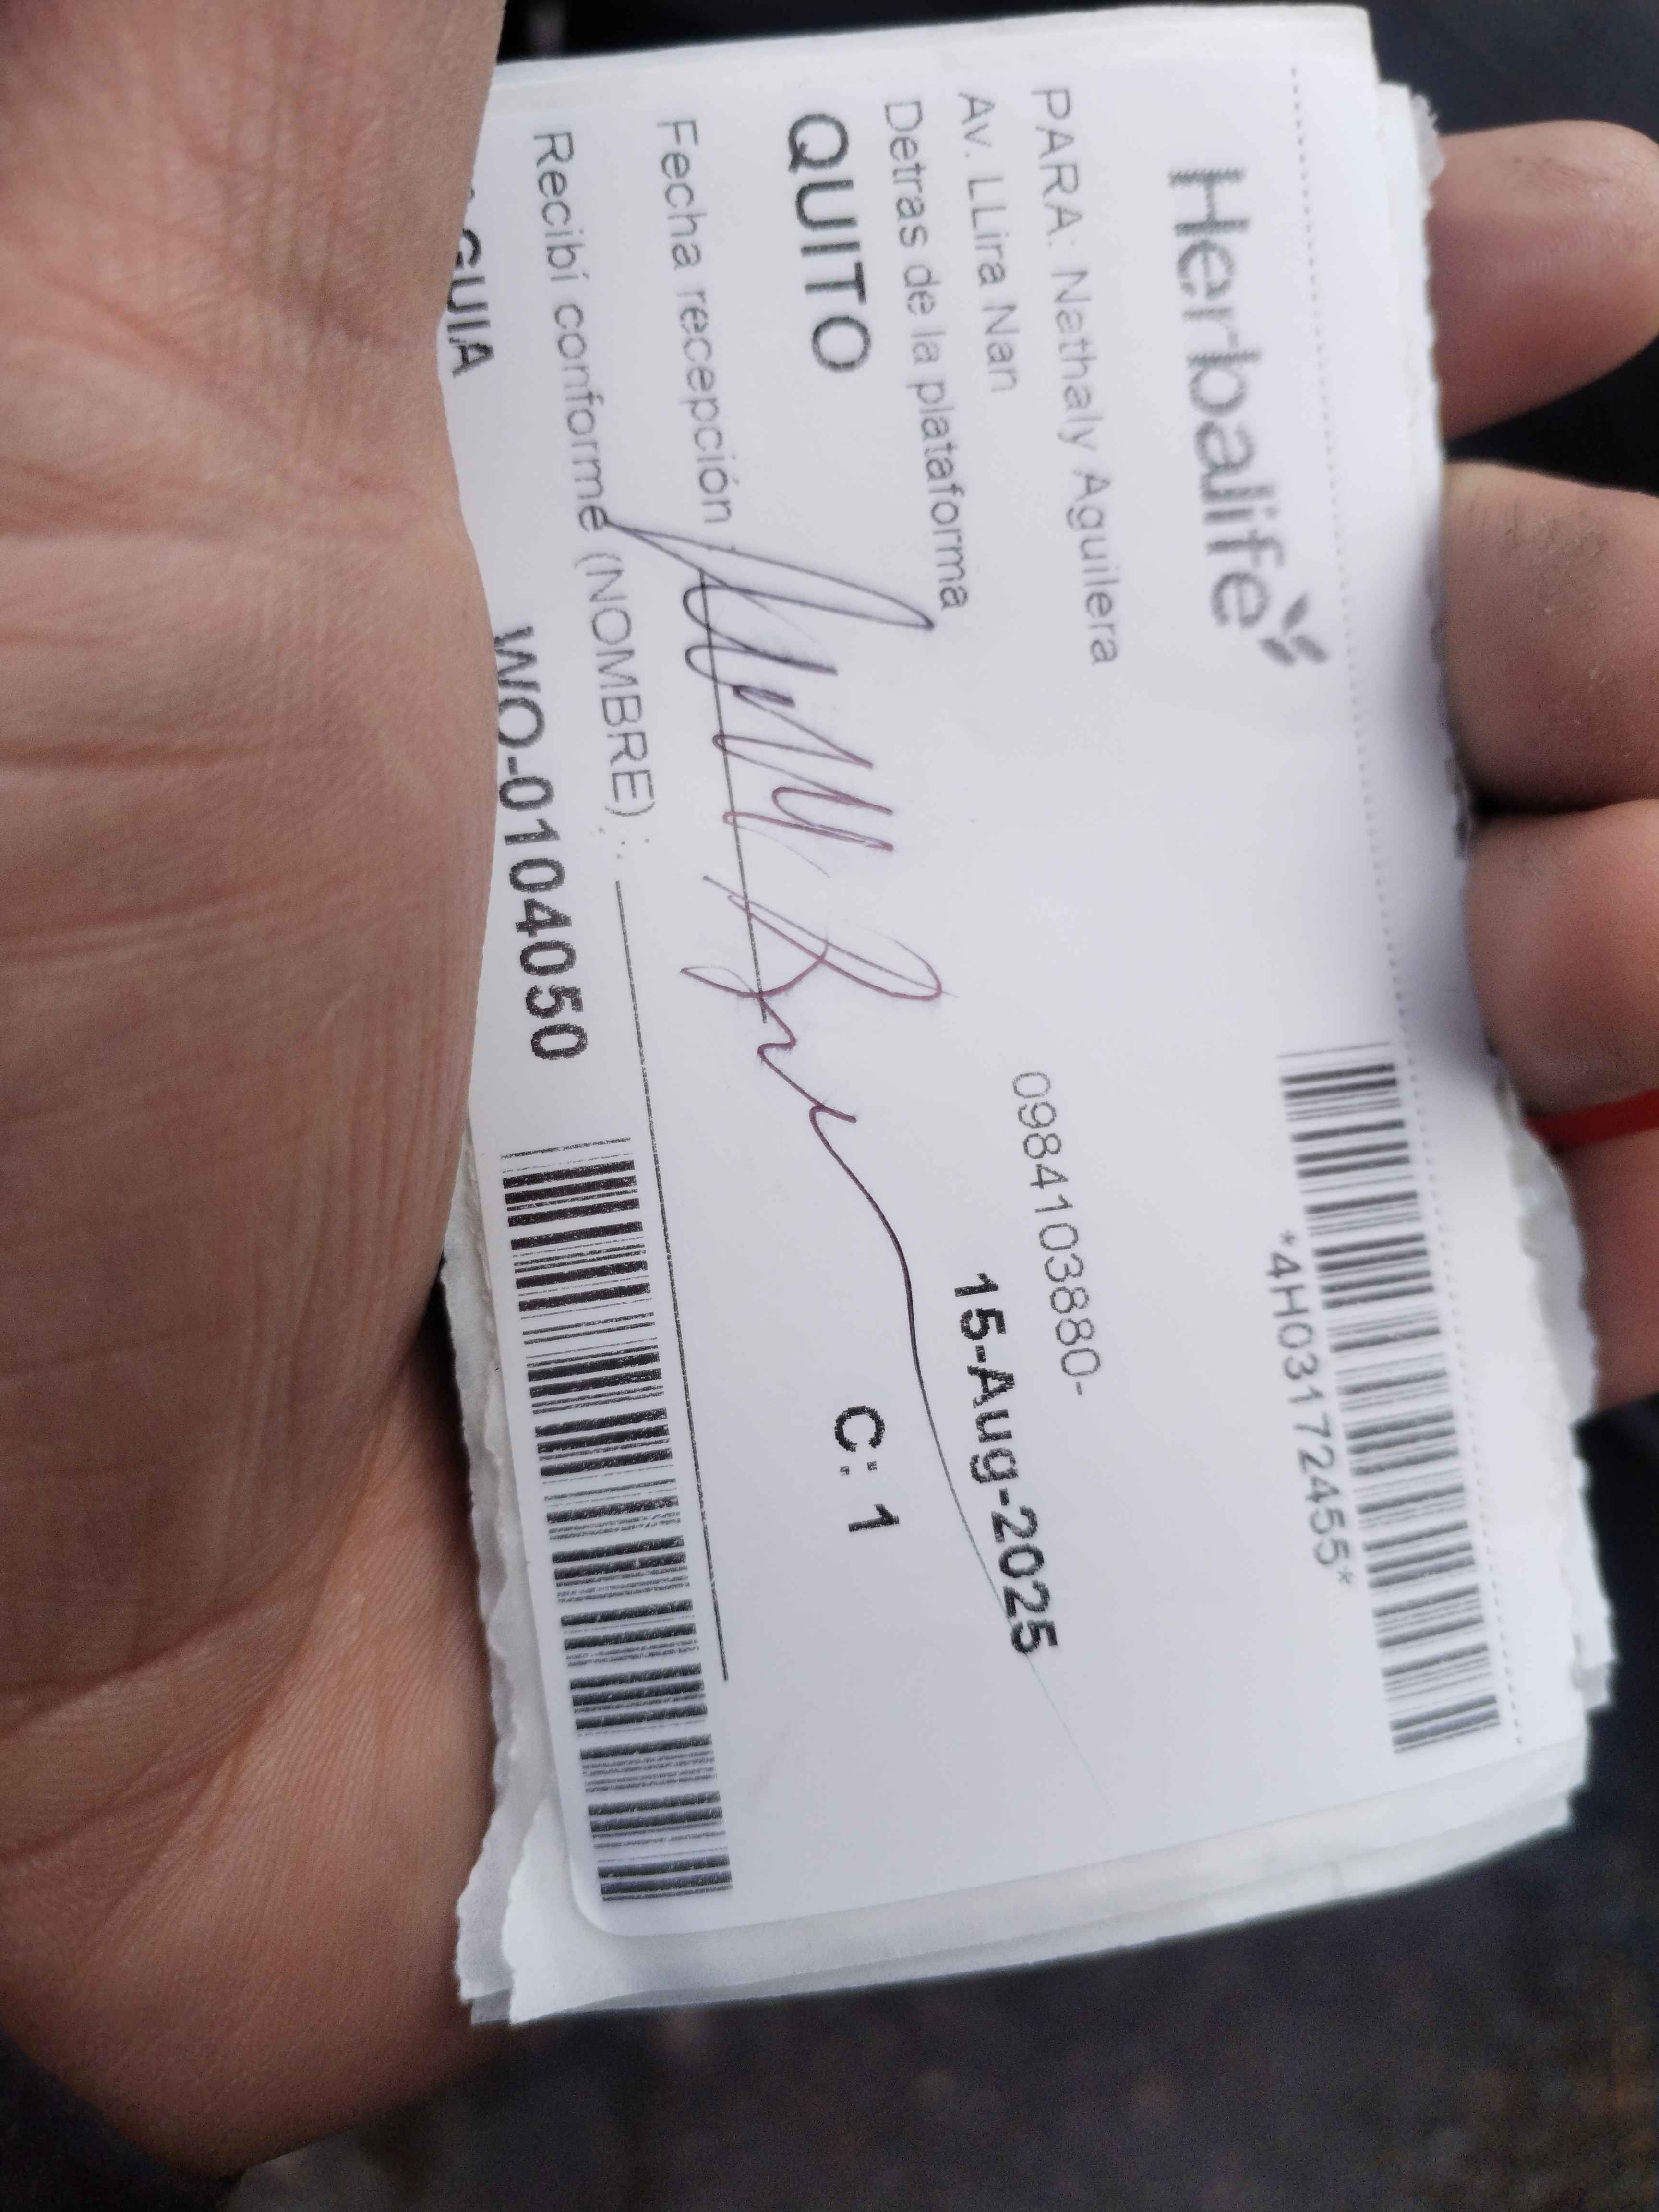 Herbalife
*4H03172455*
PARA: Nathaly Aguilera
Av. LLira Nan
0984103880-
Detras de la plataforma
15-Aug-2025
QUITO
C: 1
Fecha recepción
Recibí conforme (NOMBRE) :
GUIA WO-0104050